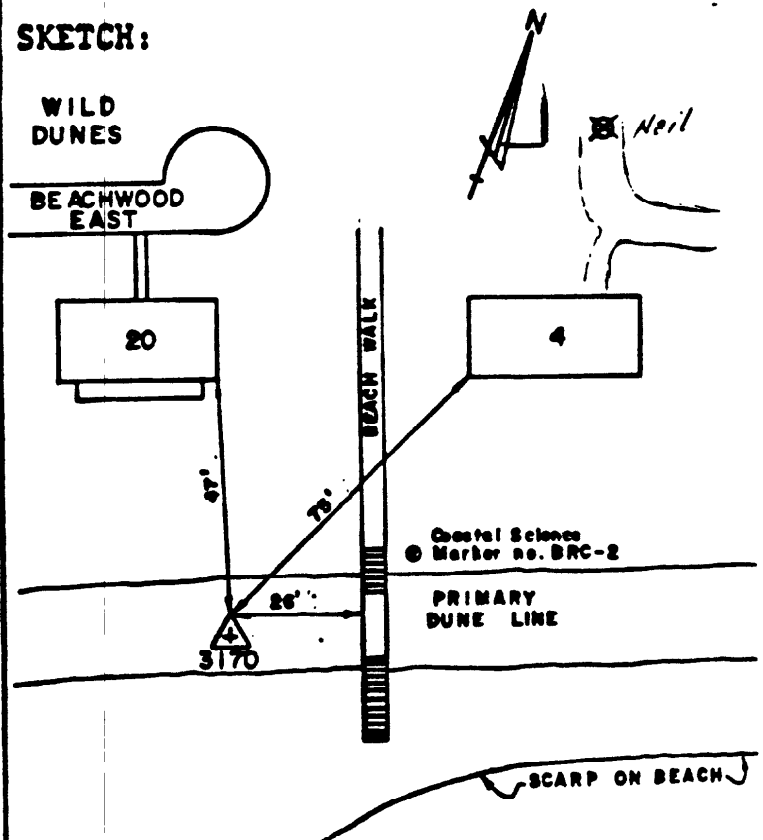 SKETCH:
N
WILD
DUNES
Neil
BEACHWOOD
EAST
20
4
BEACH WALK
47'
75'
Coastal Science
Marker no. BRC-2
26'
PRIMARY
DUNE LINE
3170
SCARP ON BEACH